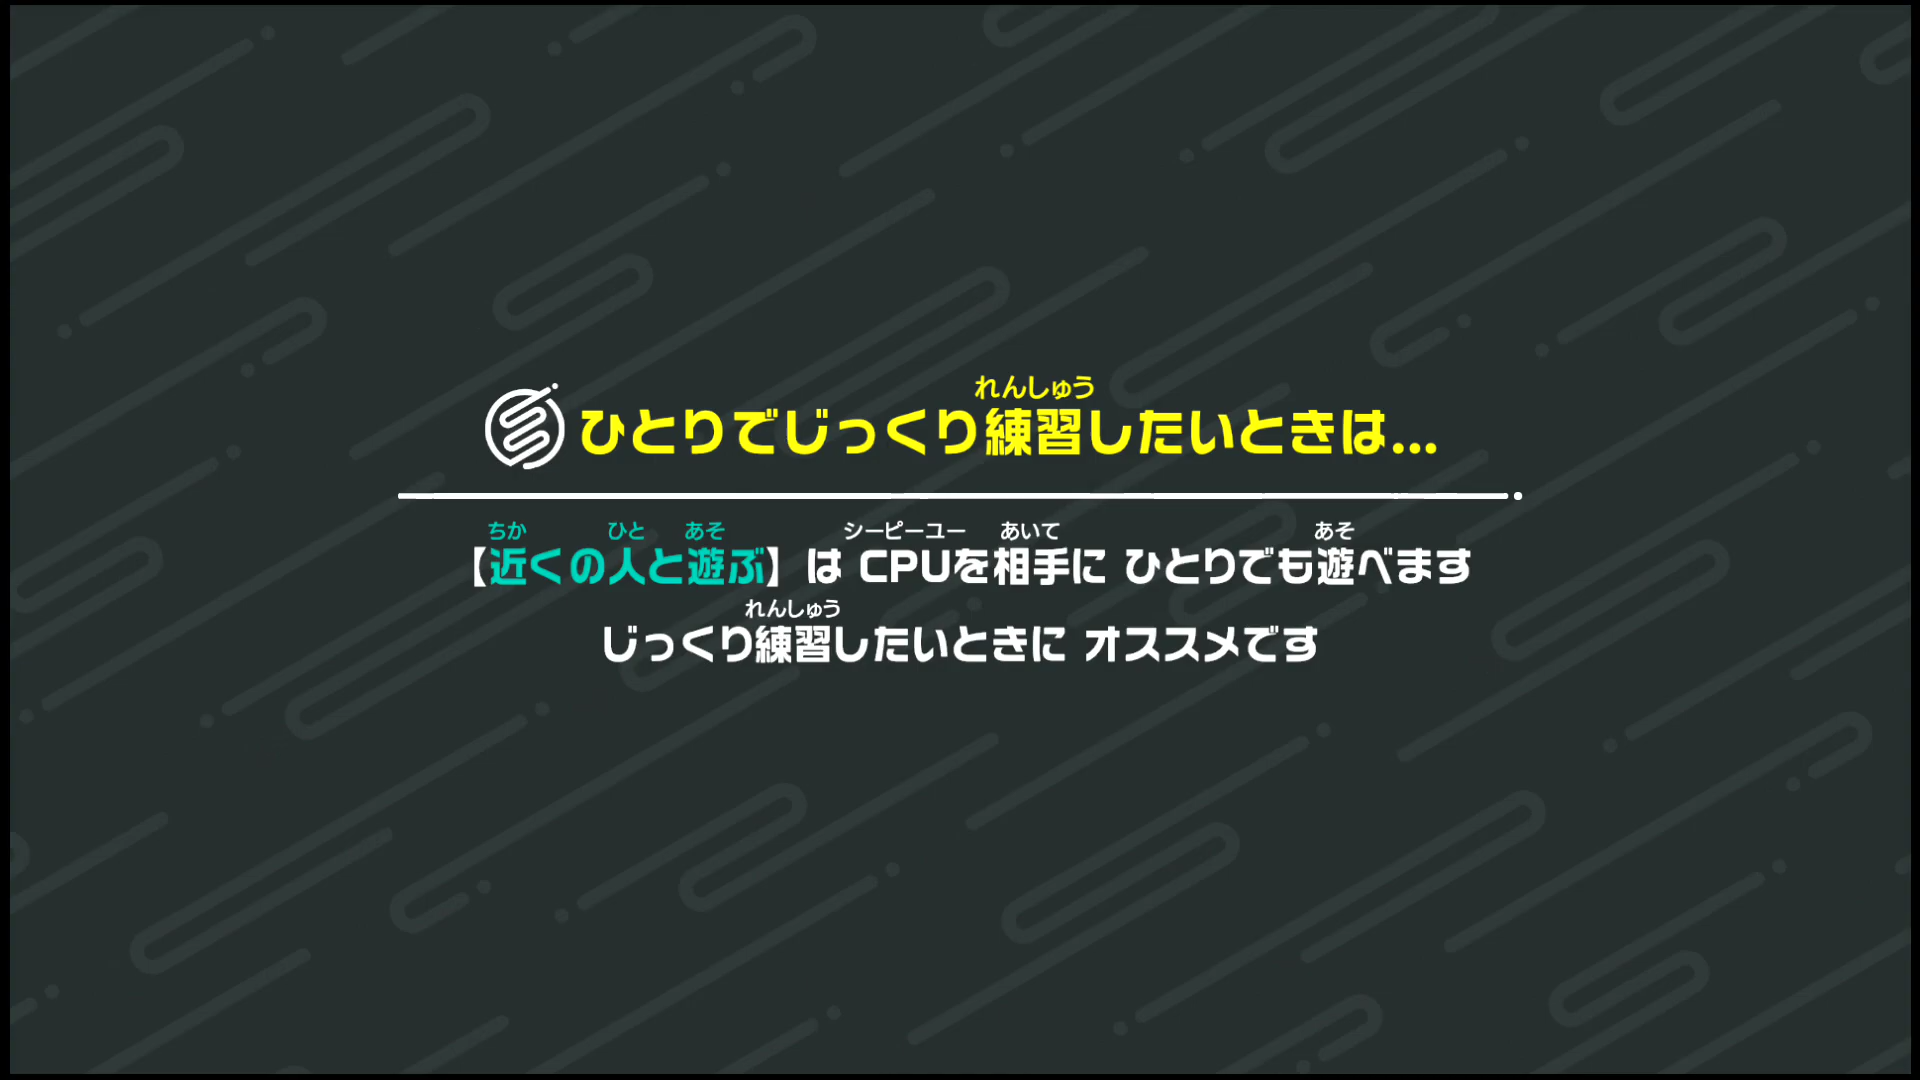 れんしゅう
ひとりでじっくり練習したいときは...
ちか ひと あそ シーピーユー あいて あそ
【近くの人と遊ぶ】は CPUを相手に ひとりでも遊べます
れんしゅう
じっくり練習したいときに オススメです